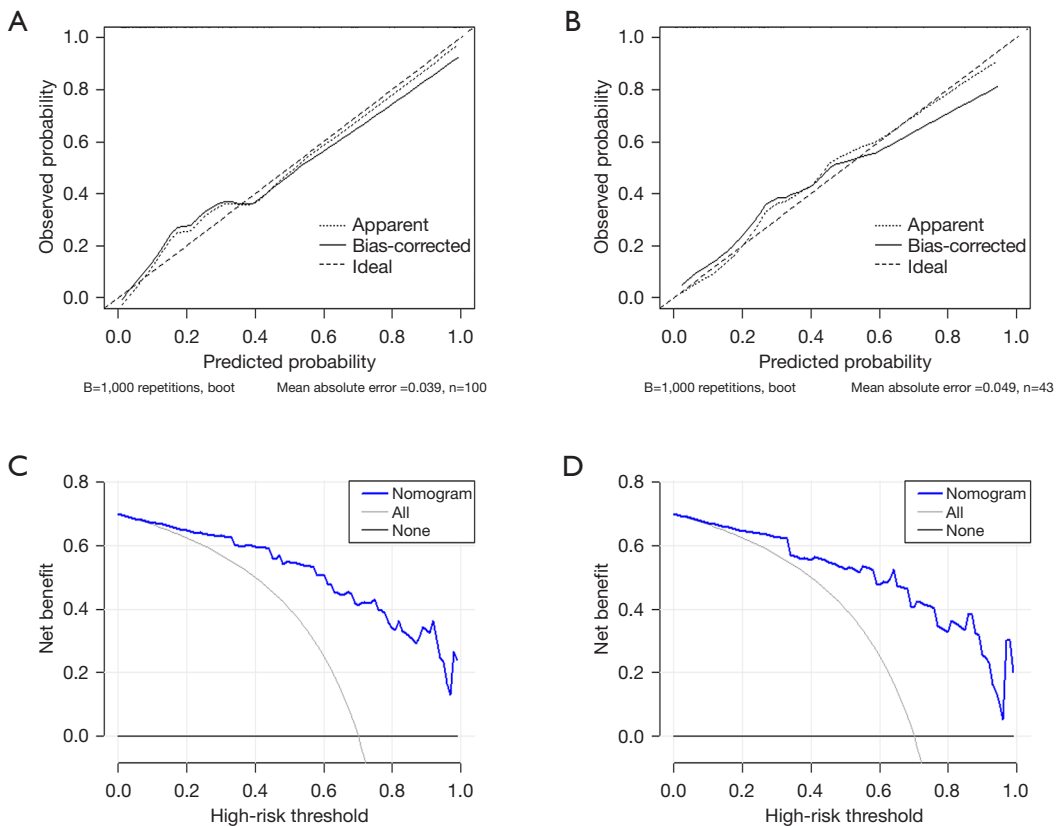 A
1.0
0.8
0.6
0.4
0.2
0.0
Observed probability
Apparent
Bias-corrected
Ideal
0.0 0.2 0.4 0.6 0.8 1.0
Predicted probability
B=1,000 repetitions, boot Mean absolute error =0.039, n=100
B
1.0
0.8
0.6
0.4
0.2
0.0
Observed probability
Apparent
Bias-corrected
Ideal
0.0 0.2 0.4 0.6 0.8 1.0
Predicted probability
B=1,000 repetitions, boot Mean absolute error =0.049, n=43
C
0.8
0.6
0.4
0.2
0.0
Net benefit
Nomogram
All
None
0.0 0.2 0.4 0.6 0.8 1.0
High-risk threshold
D
0.8
0.6
0.4
0.2
0.0
Net benefit
Nomogram
All
None
0.0 0.2 0.4 0.6 0.8 1.0
High-risk threshold